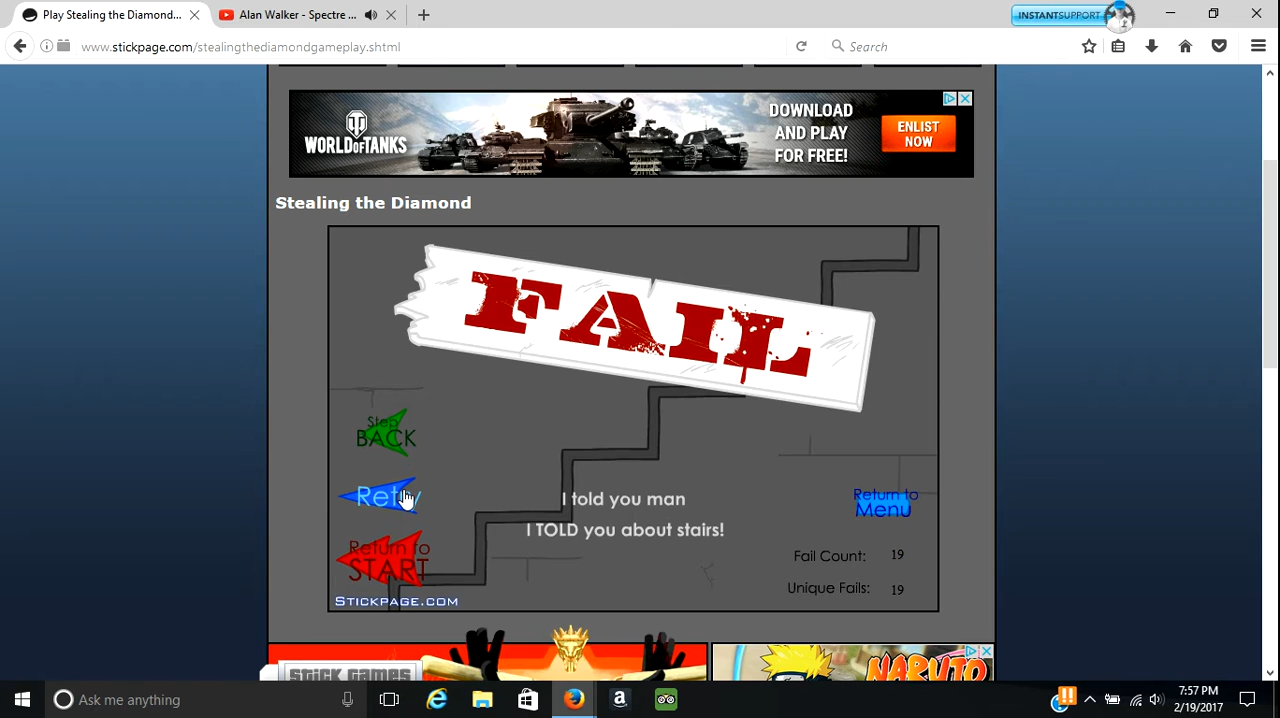 Play Stealing the Diamond...
Alan Walker - Spectre ...
INSTANTSUPPORT
www.stickpage.com/stealingthediamondgameplay.shtml
Search
WORLD OF TANKS
DOWNLOAD
AND PLAY
FOR FREE!
ENLIST
NOW
Stealing the Diamond
FAIL
Step
BACK
Retry
I told you man
I TOLD you about stairs!
Return to
Menu
Return to
START
Fail Count: 19
Unique Fails: 19
STICKPAGE.COM
STICK GAMES
NARUTO
Ask me anything
7:57 PM
2/19/2017